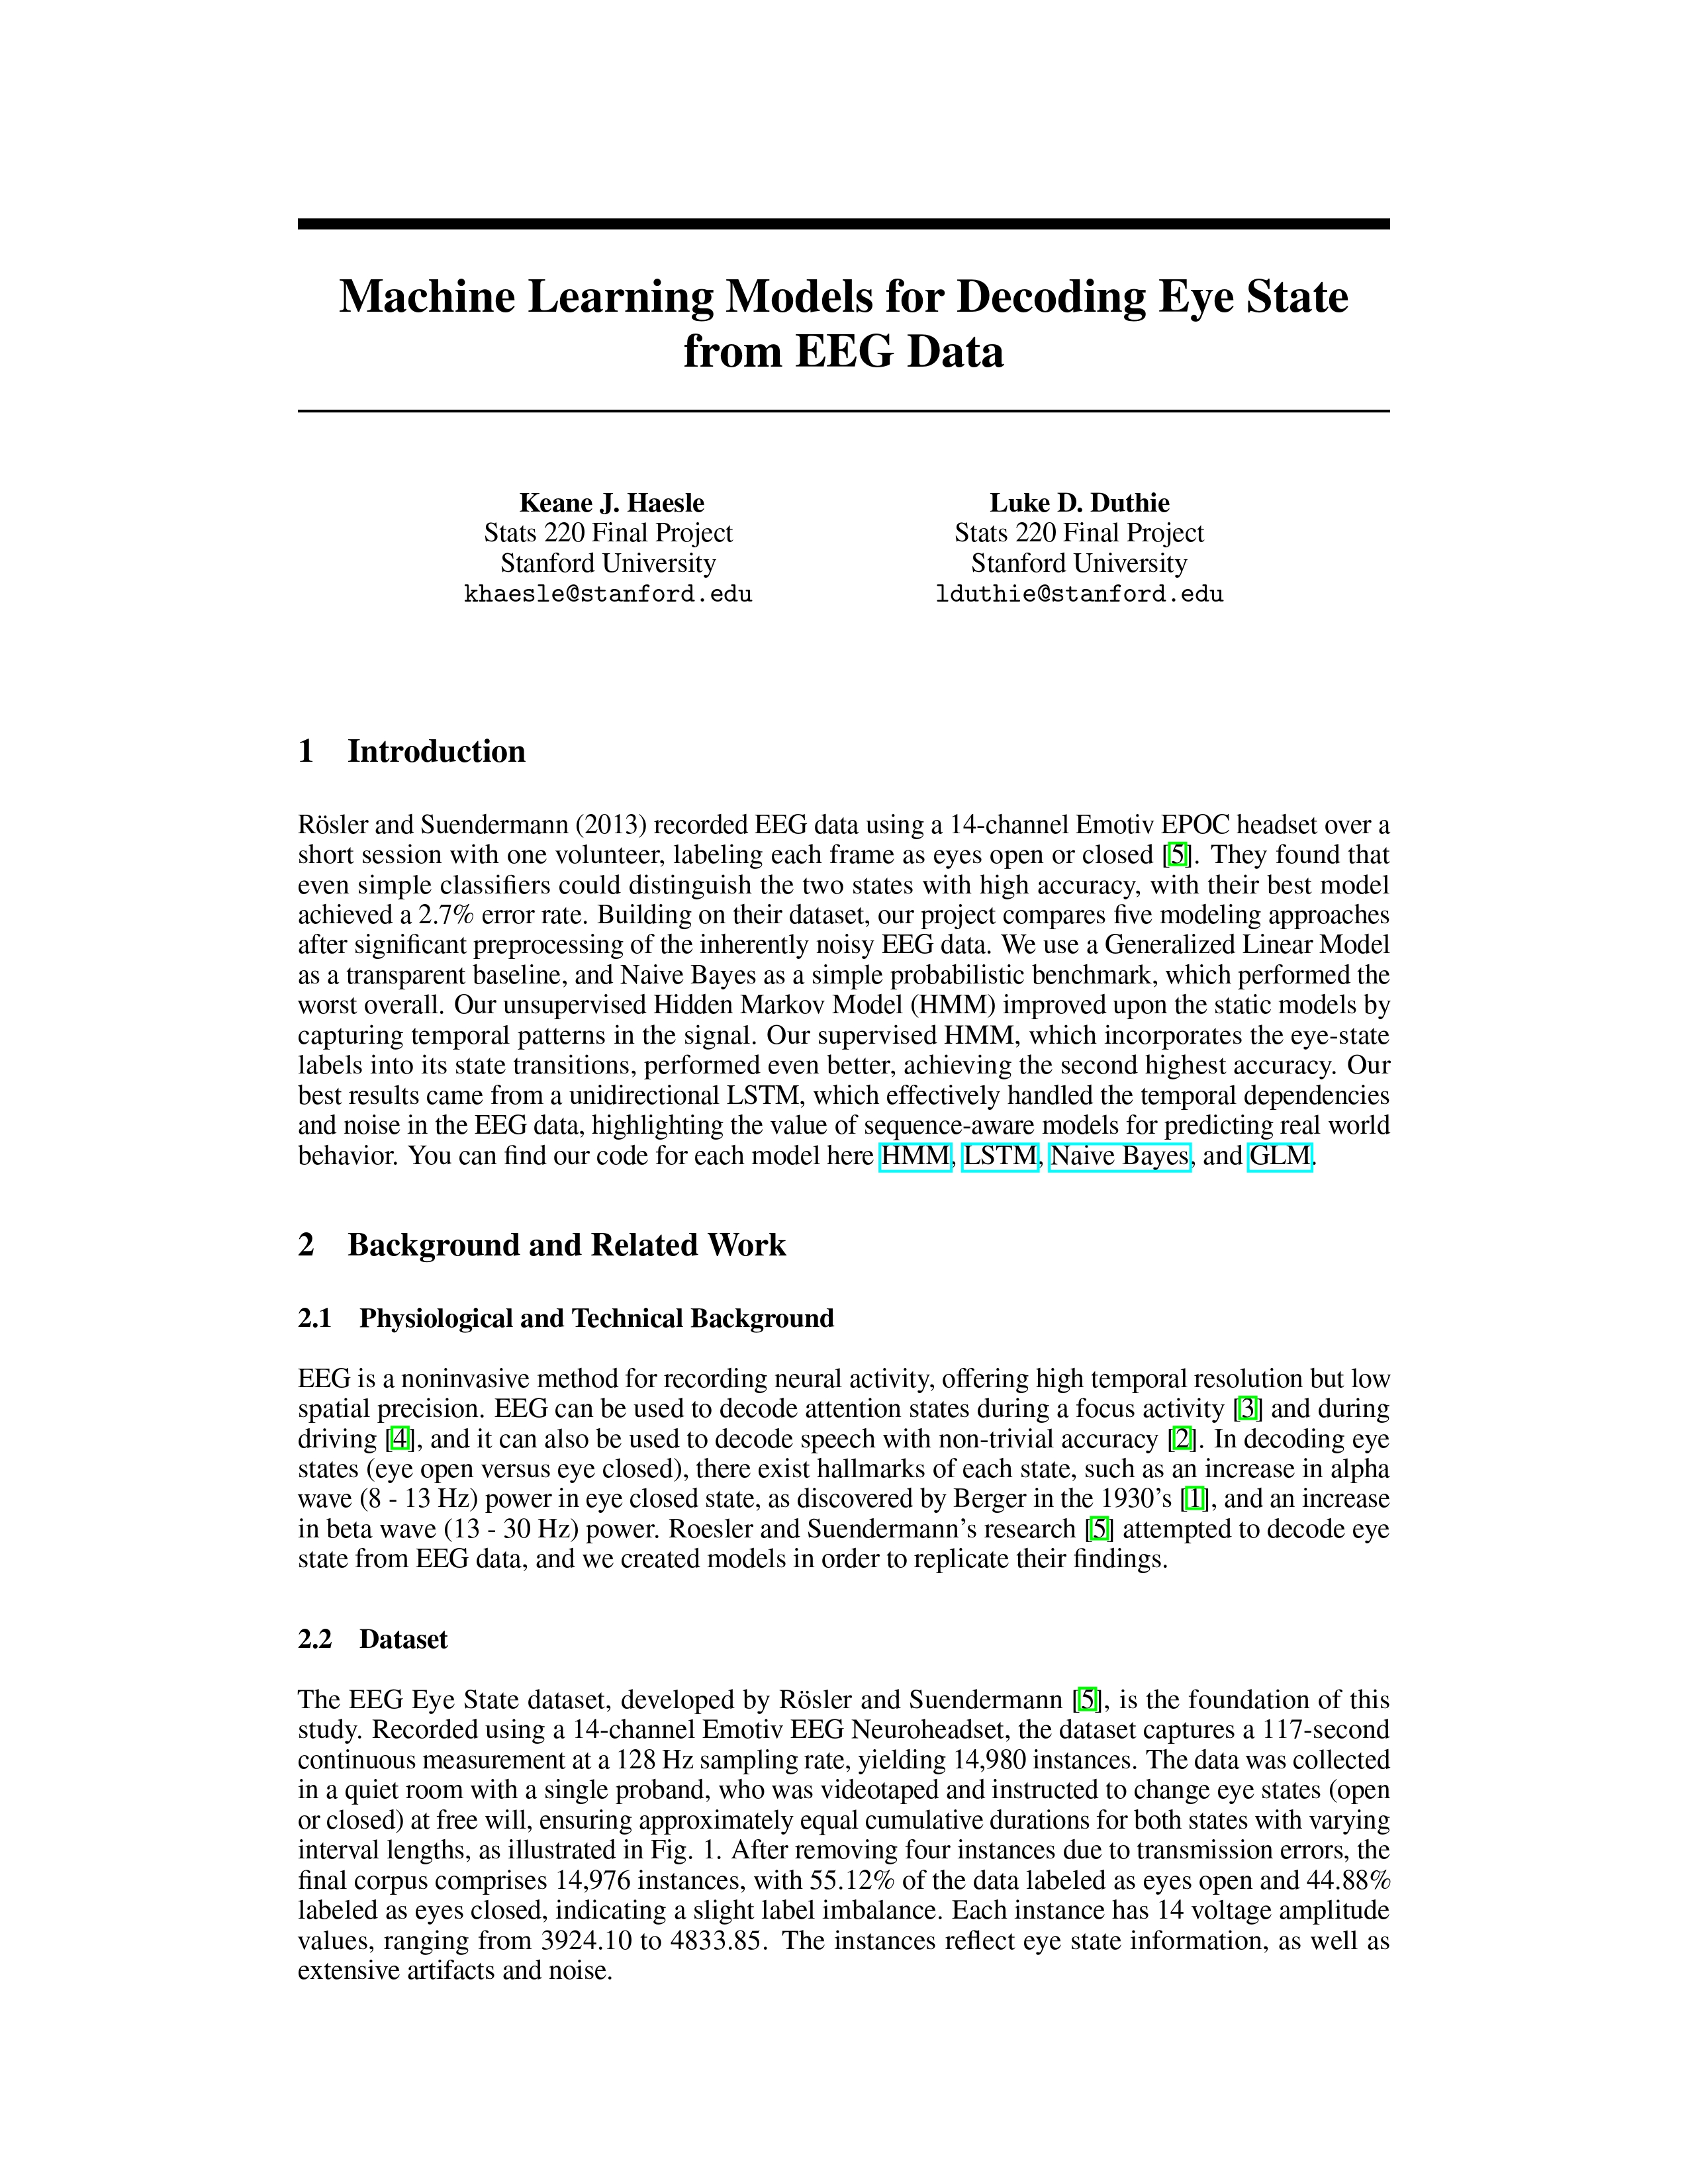 Machine Learning Models for Decoding Eye State
from EEG Data
Keane J. Haesle
Stats 220 Final Project
Stanford University
khaesle@stanford.edu
Luke D. Duthie
Stats 220 Final Project
Stanford University
lduthie@stanford.edu
1 Introduction
Rösler and Suendermann (2013) recorded EEG data using a 14-channel Emotiv EPOC headset over a
short session with one volunteer, labeling each frame as eyes open or closed [5]. They found that
even simple classifiers could distinguish the two states with high accuracy, with their best model
achieved a 2.7% error rate. Building on their dataset, our project compares five modeling approaches
after significant preprocessing of the inherently noisy EEG data. We use a Generalized Linear Model
as a transparent baseline, and Naive Bayes as a simple probabilistic benchmark, which performed the
worst overall. Our unsupervised Hidden Markov Model (HMM) improved upon the static models by
capturing temporal patterns in the signal. Our supervised HMM, which incorporates the eye-state
labels into its state transitions, performed even better, achieving the second highest accuracy. Our
best results came from a unidirectional LSTM, which effectively handled the temporal dependencies
and noise in the EEG data, highlighting the value of sequence-aware models for predicting real world
behavior. You can find our code for each model here HMM, LSTM, Naive Bayes, and GLM.
2 Background and Related Work
2.1 Physiological and Technical Background
EEG is a noninvasive method for recording neural activity, offering high temporal resolution but low
spatial precision. EEG can be used to decode attention states during a focus activity [3] and during
driving [4], and it can also be used to decode speech with non-trivial accuracy [2]. In decoding eye
states (eye open versus eye closed), there exist hallmarks of each state, such as an increase in alpha
wave (8 - 13 Hz) power in eye closed state, as discovered by Berger in the 1930's [1], and an increase
in beta wave (13 - 30 Hz) power. Roesler and Suendermann's research [5] attempted to decode eye
state from EEG data, and we created models in order to replicate their findings.
2.2 Dataset
The EEG Eye State dataset, developed by Rösler and Suendermann [5], is the foundation of this
study. Recorded using a 14-channel Emotiv EEG Neuroheadset, the dataset captures a 117-second
continuous measurement at a 128 Hz sampling rate, yielding 14,980 instances. The data was collected
in a quiet room with a single proband, who was videotaped and instructed to change eye states (open
or closed) at free will, ensuring approximately equal cumulative durations for both states with varying
interval lengths, as illustrated in Fig. 1. After removing four instances due to transmission errors, the
final corpus comprises 14,976 instances, with 55.12% of the data labeled as eyes open and 44.88%
labeled as eyes closed, indicating a slight label imbalance. Each instance has 14 voltage amplitude
values, ranging from 3924.10 to 4833.85. The instances reflect eye state information, as well as
extensive artifacts and noise.